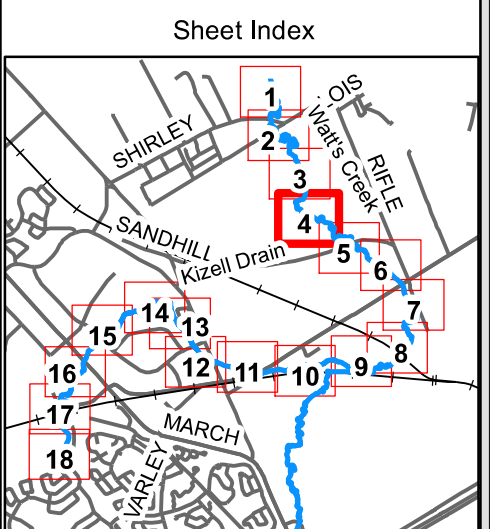 Sheet Index
1
OIS
2
Watt's Creek
SHIRLEY
RIFLE
3
4
SANDHILL
Kizell Drain
5
6
7
14
13
15
8
12
11
10
9
16
17
MARCH
18
VARLEY